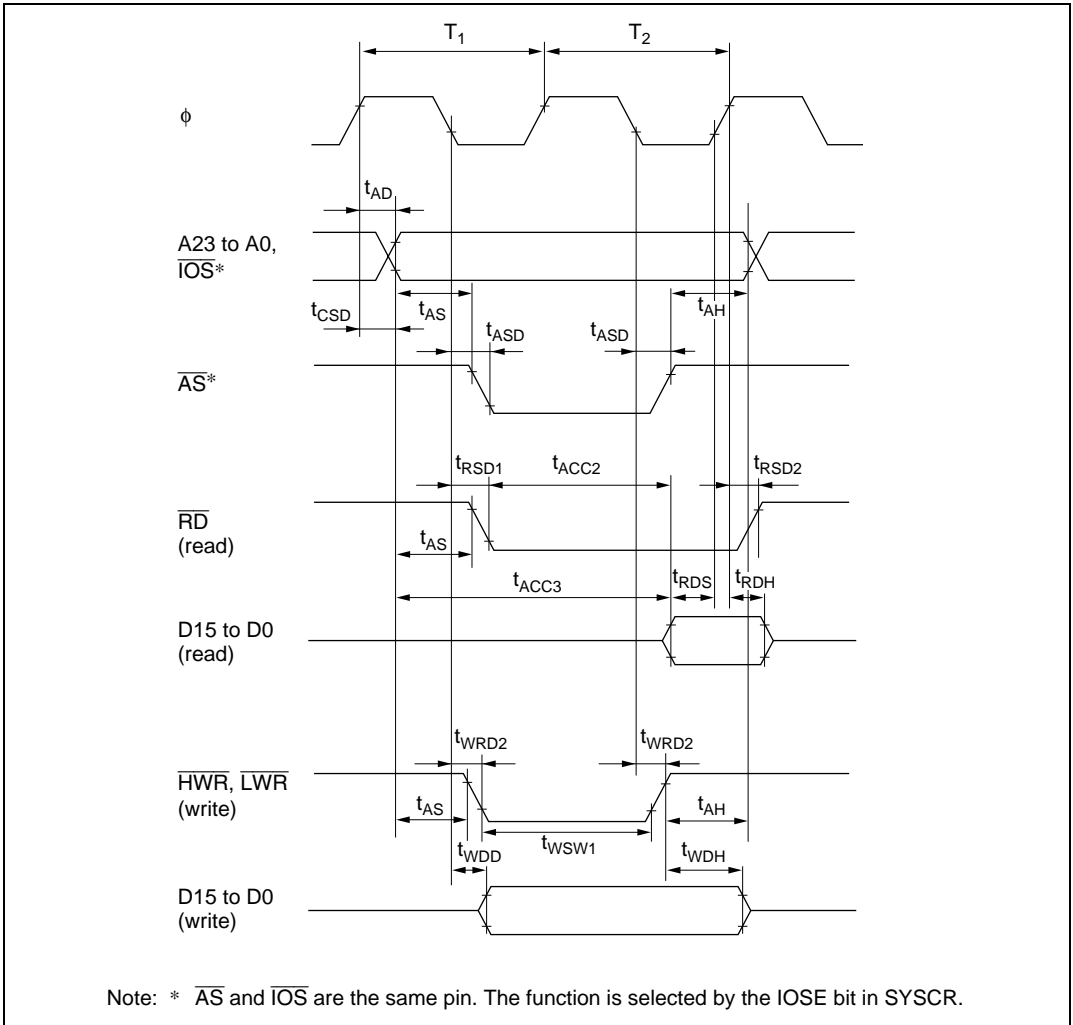 T1 T2
ϕ
tAD
A23 to A0,
IOS*
tCSD tAS tAH
tASD tASD
AS*
tRSD1 tACC2 tRSD2
RD
(read)
tAS
tACC3 tRDS tRDH
D15 to D0
(read)
tWRD2 tWRD2
HWR, LWR
(write)
tAS tAH
tWDD tWSW1 tWDH
D15 to D0
(write)
Note: * AS and IOS are the same pin. The function is selected by the IOSE bit in SYSCR.